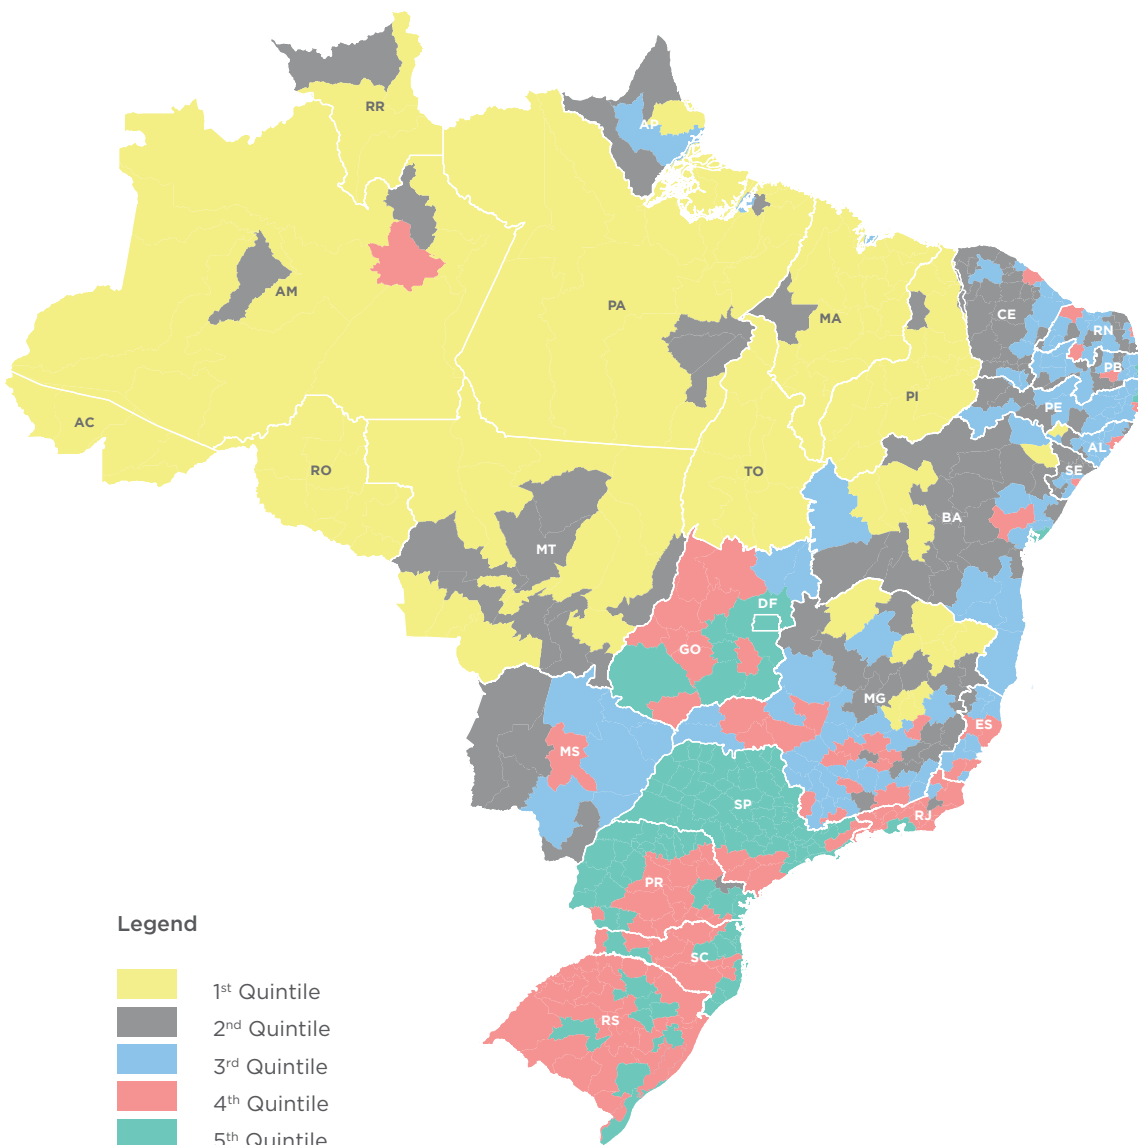 RR
AP
AM
PA
MA
CE
RN
PB
PI
PE
AC
AL
RO
TO
SE
BA
MT
DF
GO
MG
ES
MS
SP
RJ
PR
SC
RS
Legend
1st Quintile
2nd Quintile
3rd Quintile
4th Quintile
5th Quintile